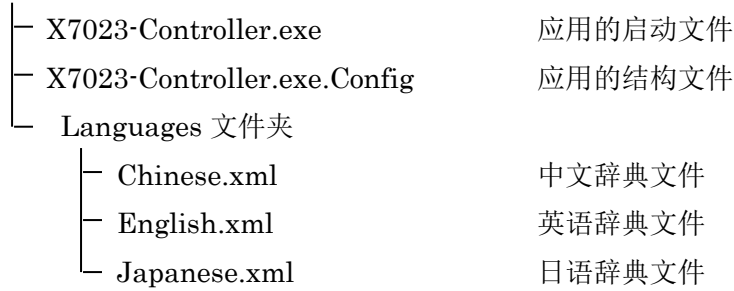 X7023-Controller.exe 应用的启动文件
X7023-Controller.exe.Config 应用的结构文件
Languages 文件夹
Chinese.xml 中文辞典文件
English.xml 英语辞典文件
Japanese.xml 日语辞典文件